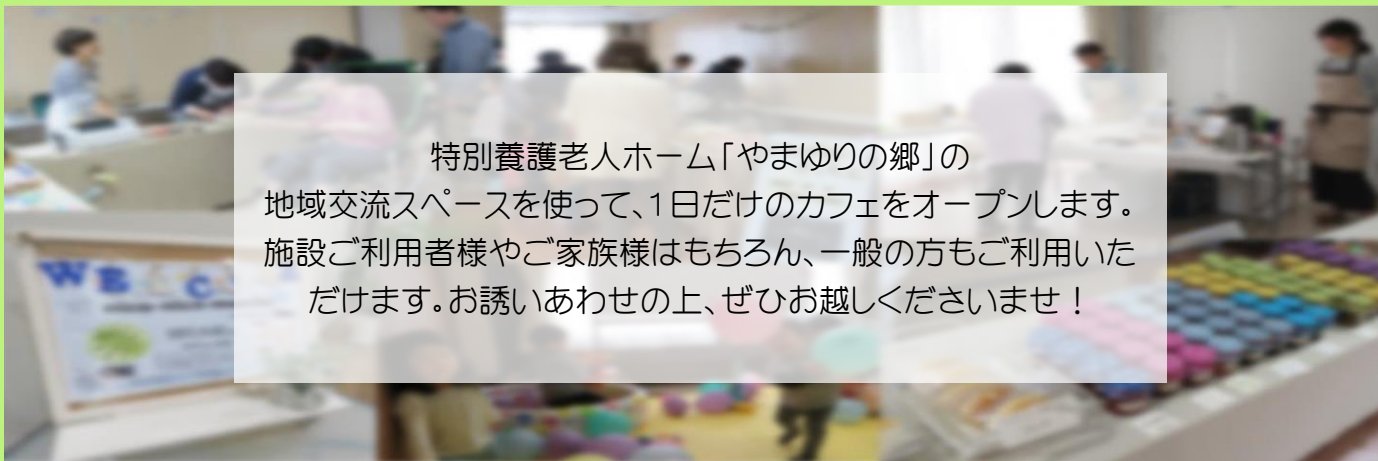 特別養護老人ホーム「やまゆりの郷」の
地域交流スペースを使って、1日だけのカフェをオープンします。
施設ご利用者様やご家族様はもちろん、一般の方もご利用いた
だけます。お誘いあわせの上、ぜひお越しくださいませ！